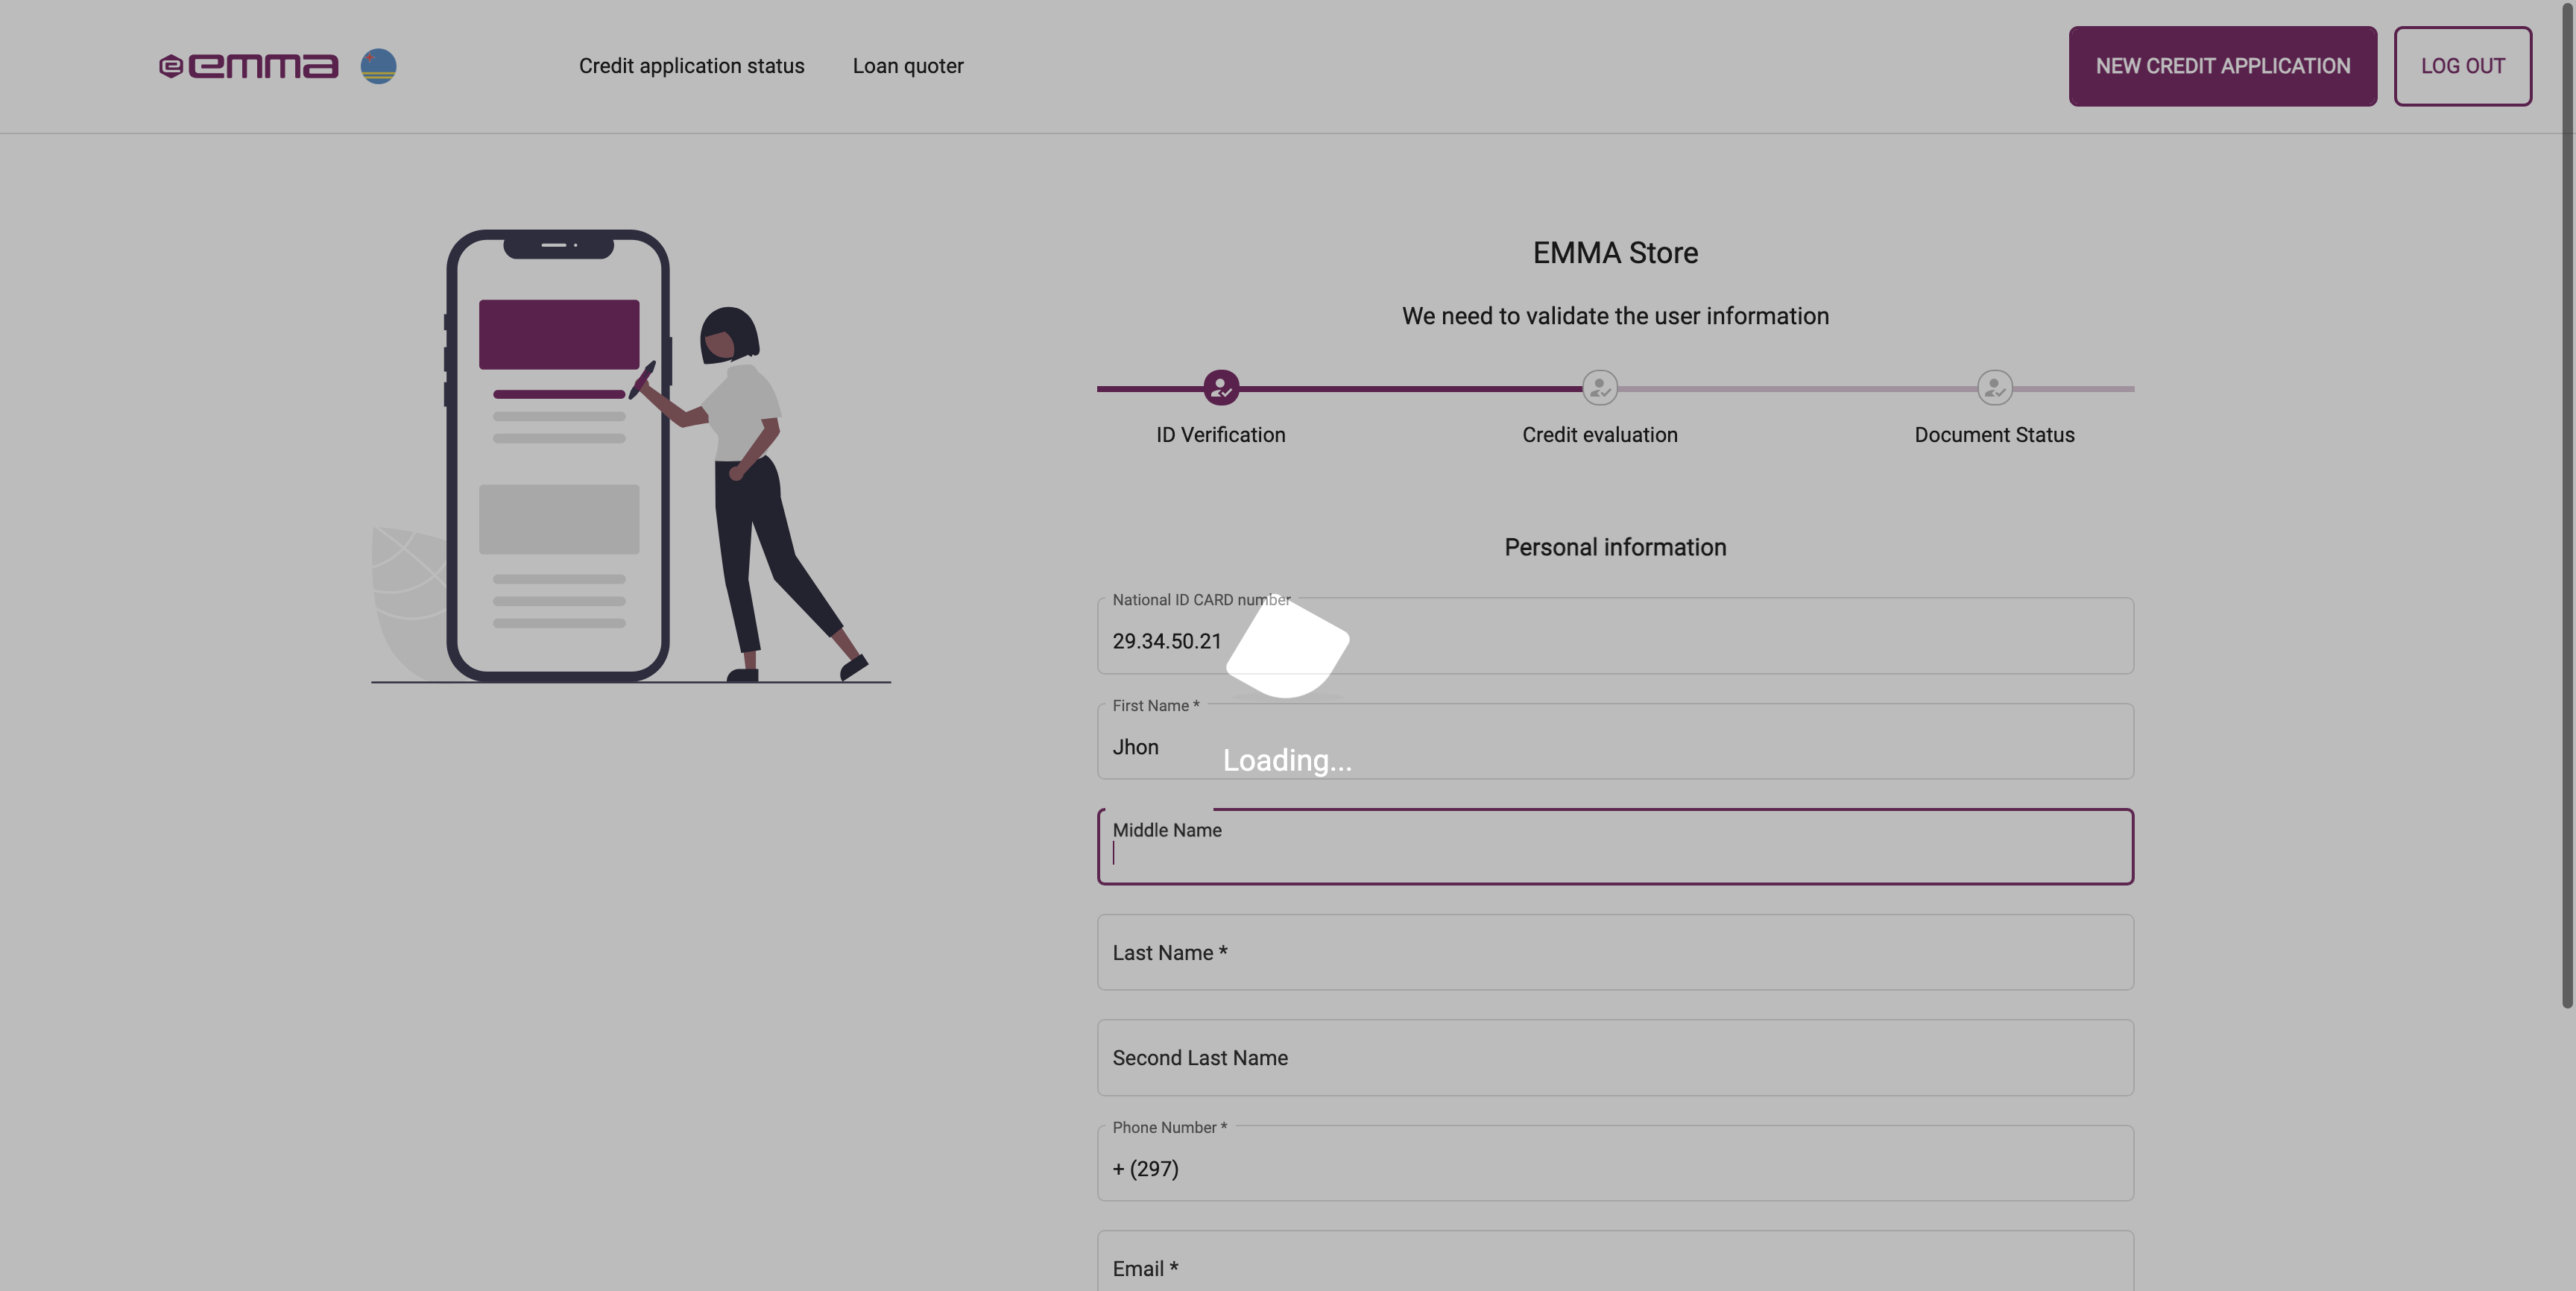 emma
Credit application status
Loan quoter
NEW CREDIT APPLICATION
LOG OUT
EMMA Store
We need to validate the user information
ID Verification
Credit evaluation
Document Status
Personal information
National ID CARD number
29.34.50.21
First Name *
Jhon
Loading...
Middle Name
Last Name *
Second Last Name
Phone Number *
+ (297)
Email *